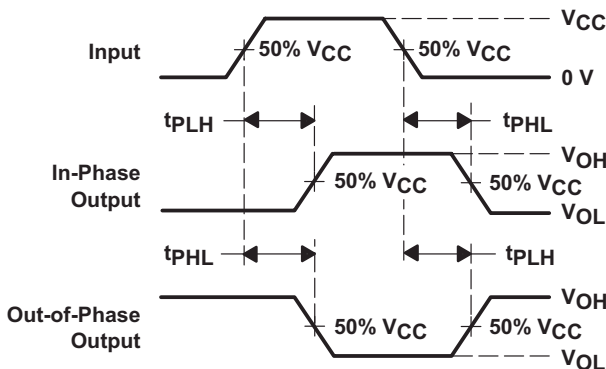 VCC
Input
50% VCC
50% VCC
0 V
tPLH
tPHL
VOH
In-Phase
Output
50% VCC
50% VCC
VOL
tPHL
tPLH
VOH
Out-of-Phase
Output
50% VCC
50% VCC
VOL